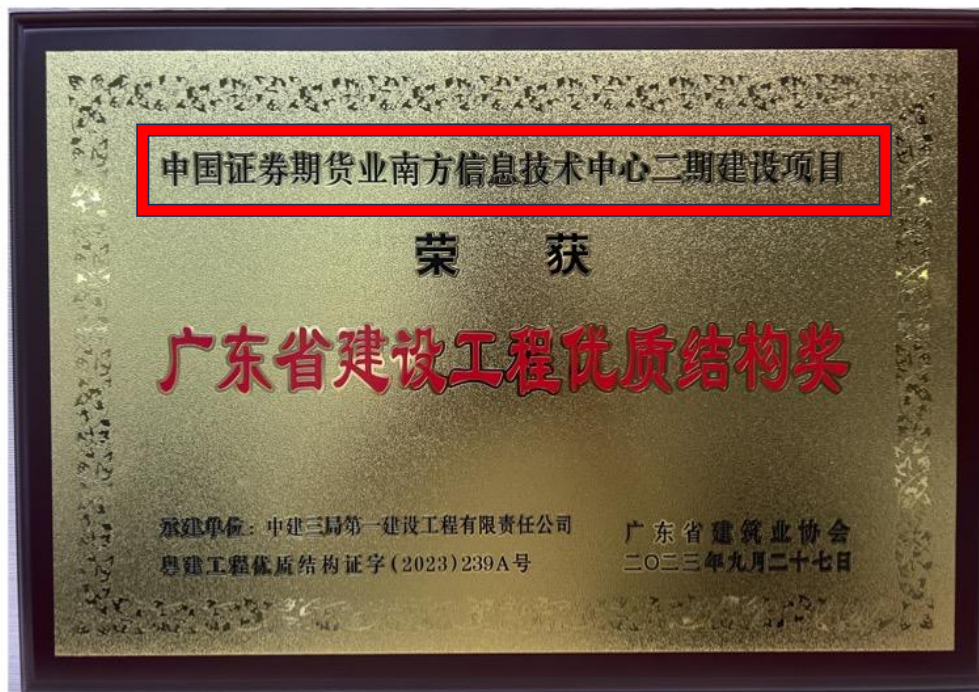 中国证券期货业南方信息技术中心二期建设项目
荣 获
广东省建设工程优质结构奖
承建单位：中建三局第一建设工程有限责任公司
粤建工程优质结构证字(2023)239A号
广东省建筑业协会
二〇二三年九月二十七日